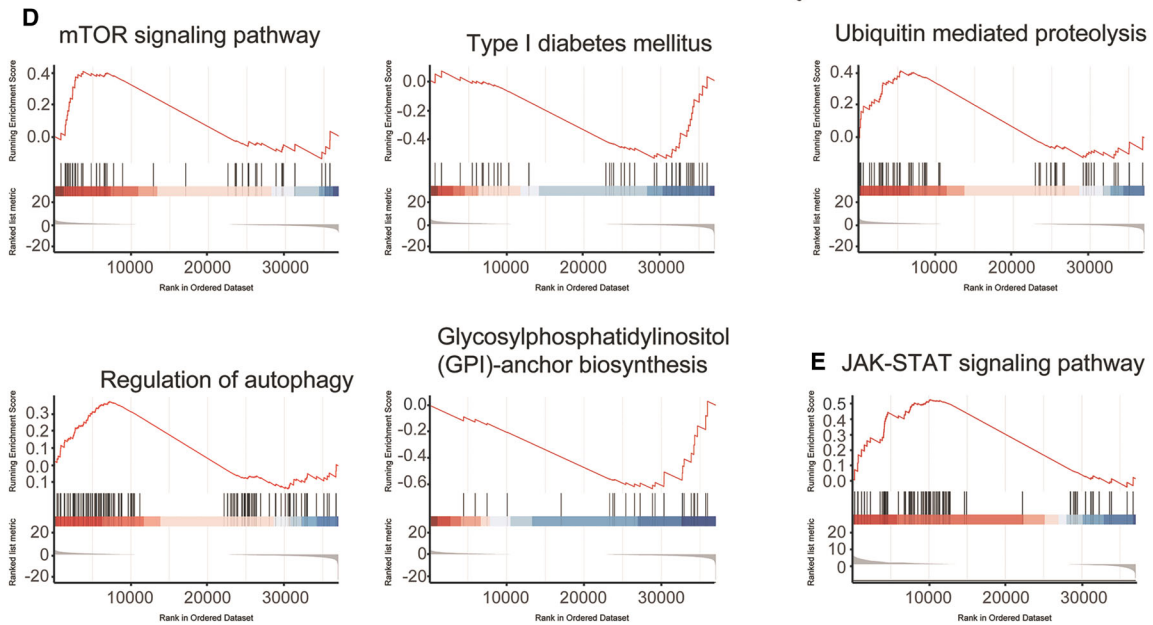 D
mTOR signaling pathway
Running Enrichment Score
0.4
0.2
0.0
Ranked list metric
20
0
-20
10000 20000 30000
Rank in Ordered Dataset
Type I diabetes mellitus
Running Enrichment Score
0.0
-0.2
-0.4
Ranked list metric
20
0
-20
10000 20000 30000
Rank in Ordered Dataset
Ubiquitin mediated proteolysis
Running Enrichment Score
0.4
0.2
0.0
Ranked list metric
20
0
-20
10000 20000 30000
Rank in Ordered Dataset
Regulation of autophagy
Running Enrichment Score
0.3
0.2
0.1
0.0
0.1
Ranked list metric
20
0
-20
10000 20000 30000
Rank in Ordered Dataset
Glycosylphosphatidylinositol
(GPI)-anchor biosynthesis
Running Enrichment Score
0.0
-0.2
-0.4
-0.6
Ranked list metric
20
0
-20
10000 20000 30000
Rank in Ordered Dataset
E
JAK-STAT signaling pathway
Running Enrichment Score
0.5
0.4
0.3
0.2
0.1
0.0
Ranked list metric
20
10
0
10000 20000 30000
Rank in Ordered Dataset